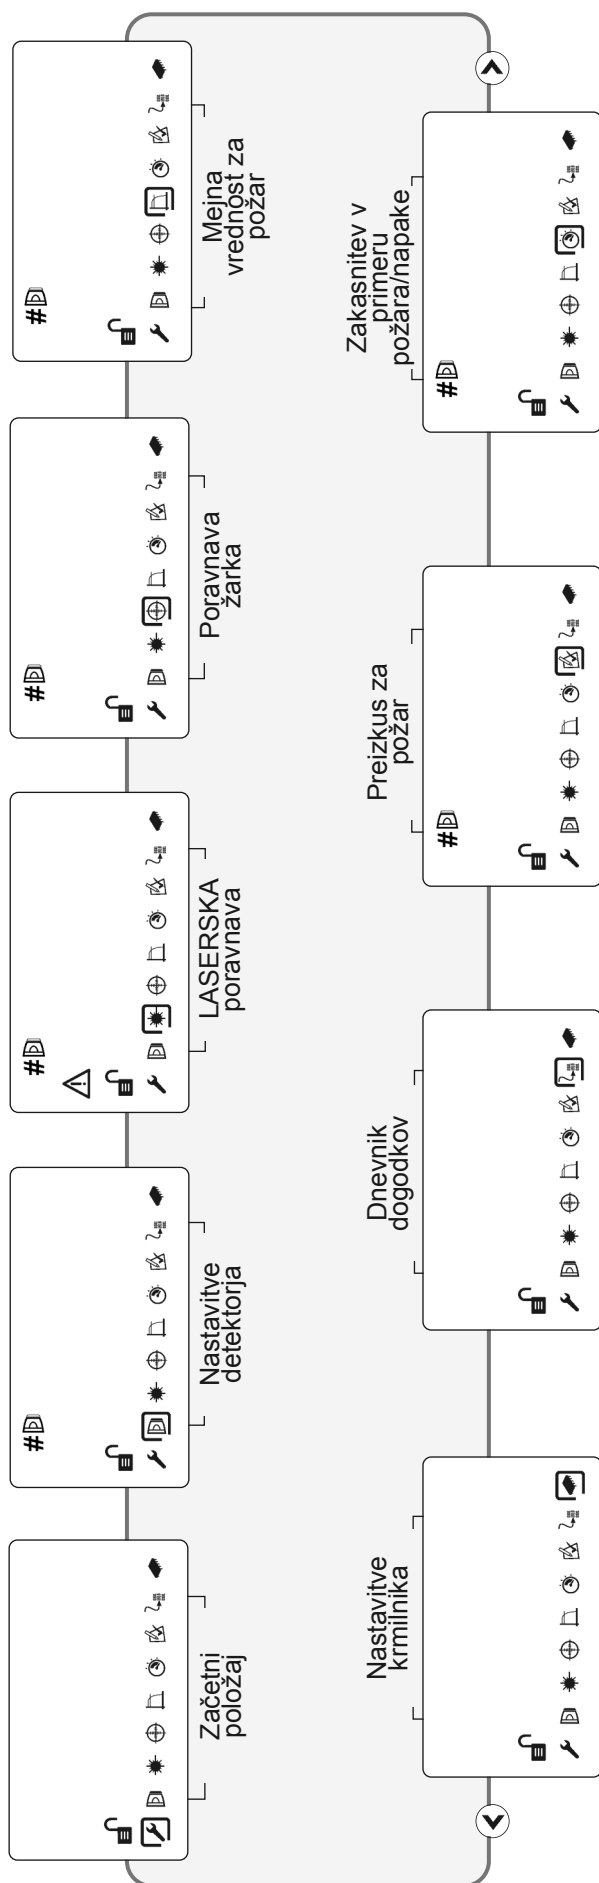 Začetni
položaj
#
Nastavitve
detektorja
#
LASERSKA
poravnava
#
Poravnava
žarka
#
Mejna
vrednost za
požar
Nastavitve
krmilnika
Dnevnik
dogodkov
#
Preizkus za
požar
#
Zakasnitev v
primeru
požara/napake